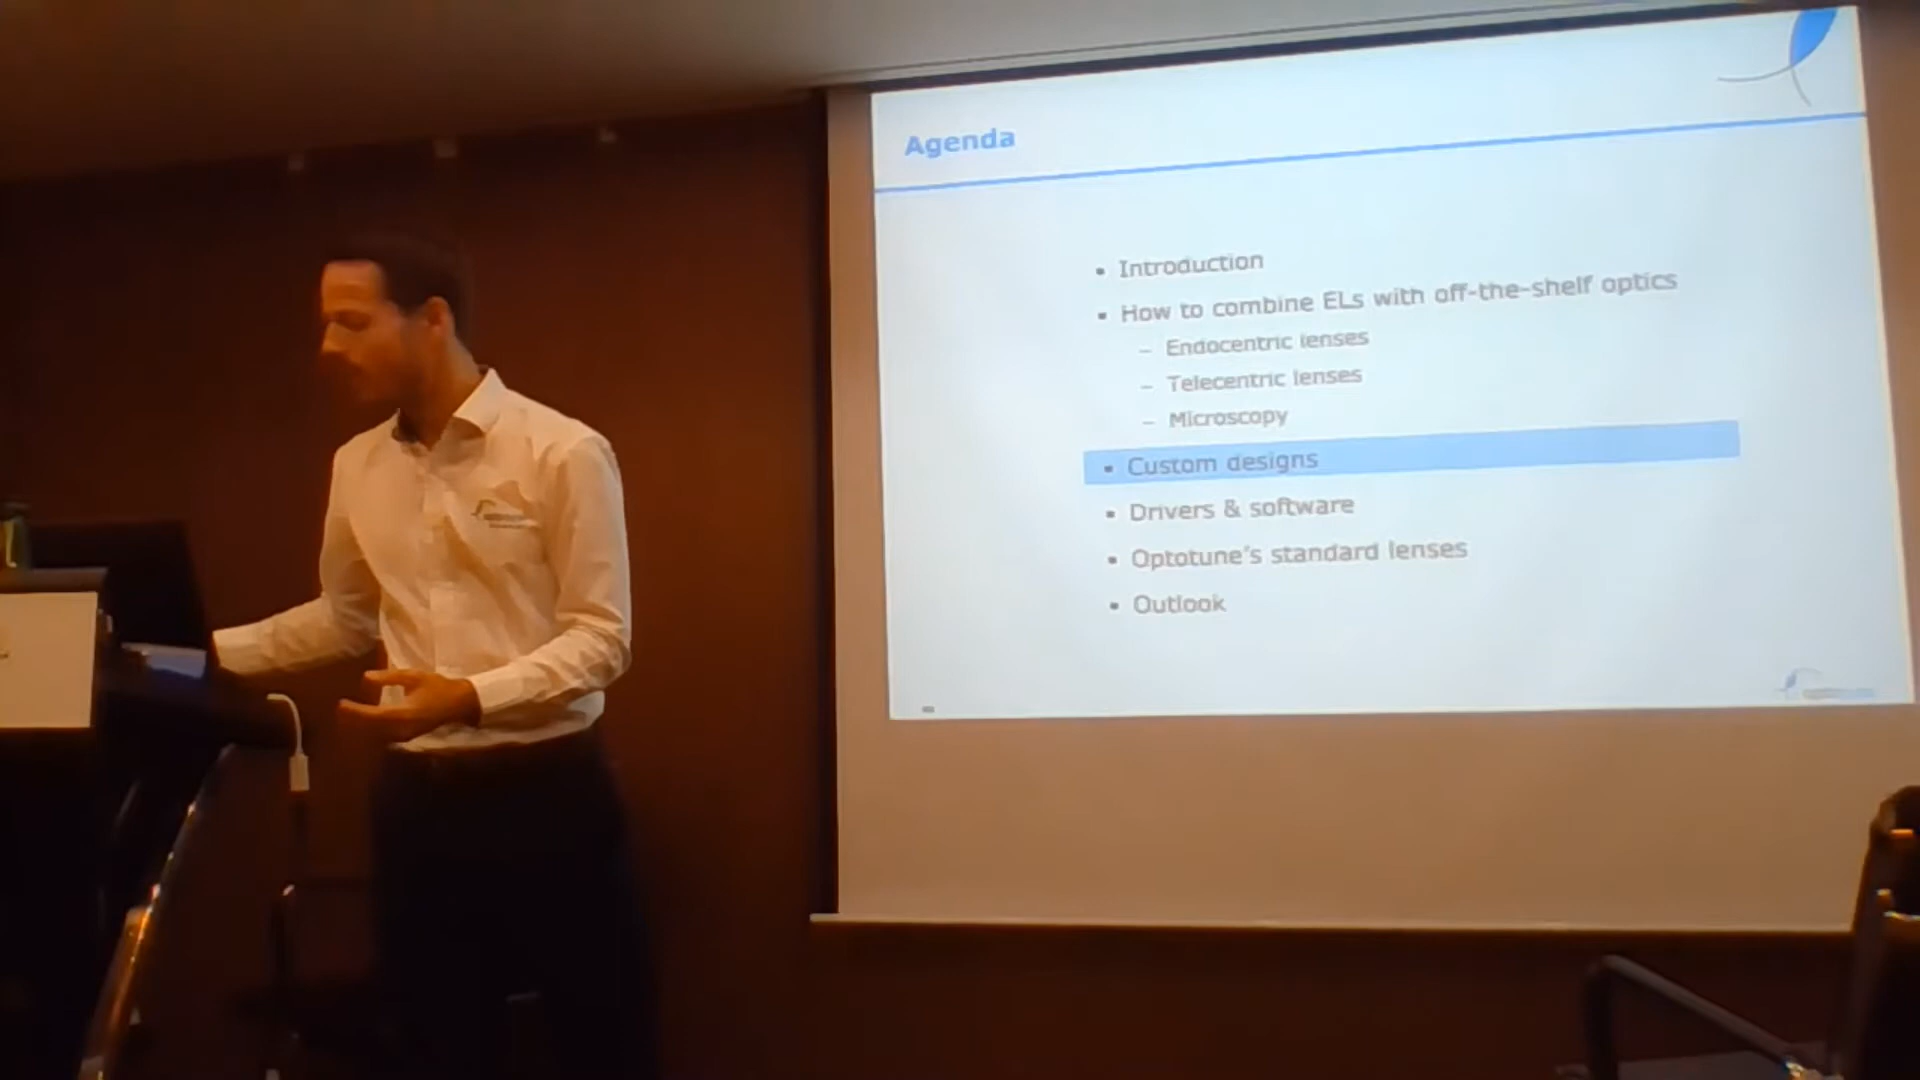 Agenda
▪ Introduction
▪ How to combine ELs with off-the-shelf optics
– Endocentric lenses
– Telecentric lenses
– Microscopy
▪ Custom designs
▪ Drivers & software
▪ Optotune's standard lenses
▪ Outlook